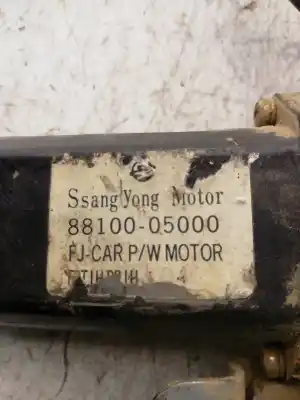 SsangYong Motor
88100-05000
FJ-CAR P/W MOTOR